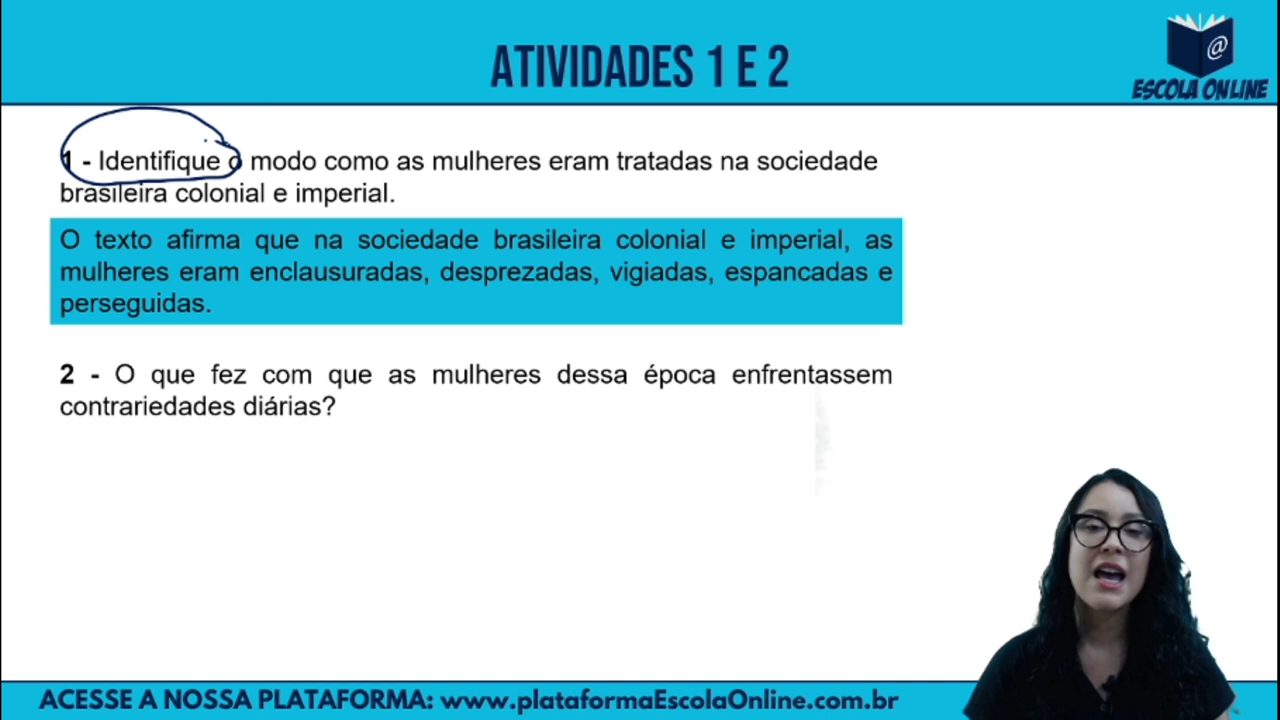 ATIVIDADES 1 E 2
@
ESCOLA ONLINE
1 - Identifique o modo como as mulheres eram tratadas na sociedade
brasileira colonial e imperial.
O texto afirma que na sociedade brasileira colonial e imperial, as
mulheres eram enclausuradas, desprezadas, vigiadas, espancadas e
perseguidas.
2 - O que fez com que as mulheres dessa época enfrentassem
contrariedades diárias?
ACESSE A NOSSA PLATAFORMA: www.plataformaEscolaOnline.com.br